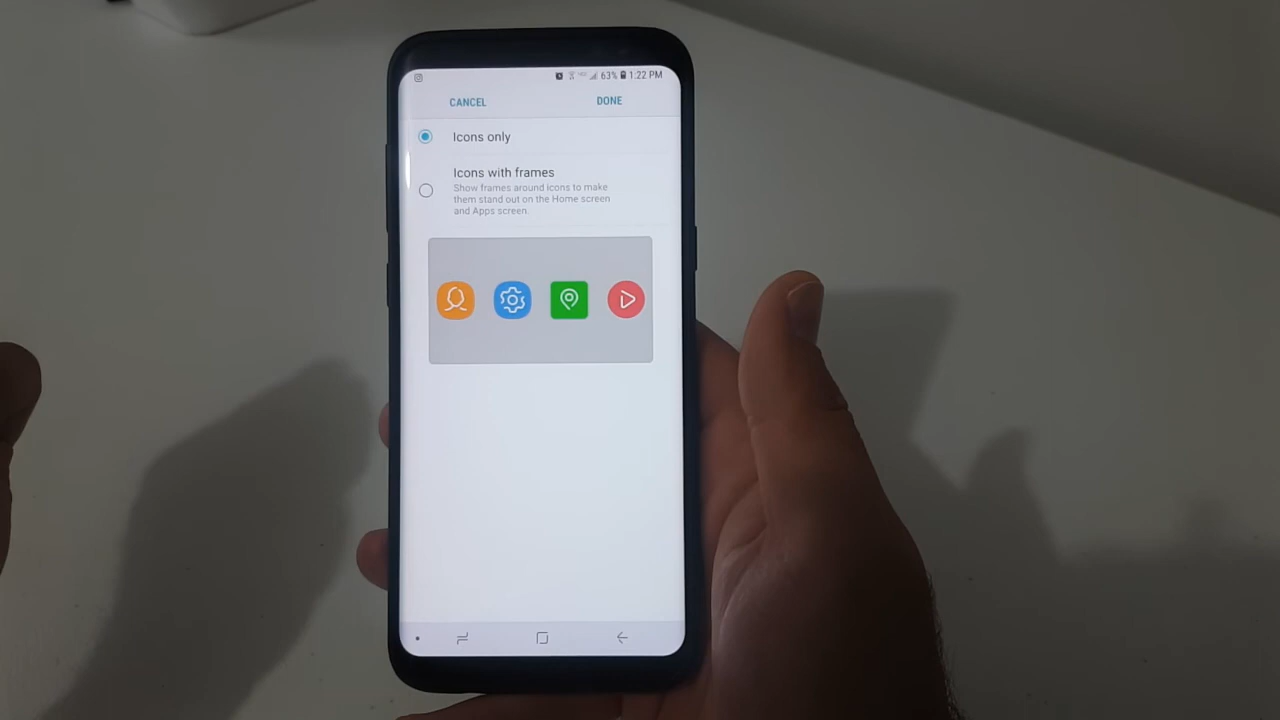 63% 1:22 PM
CANCEL DONE
Icons only
Icons with frames
Show frames around icons to make
them stand out on the Home screen
and Apps screen.